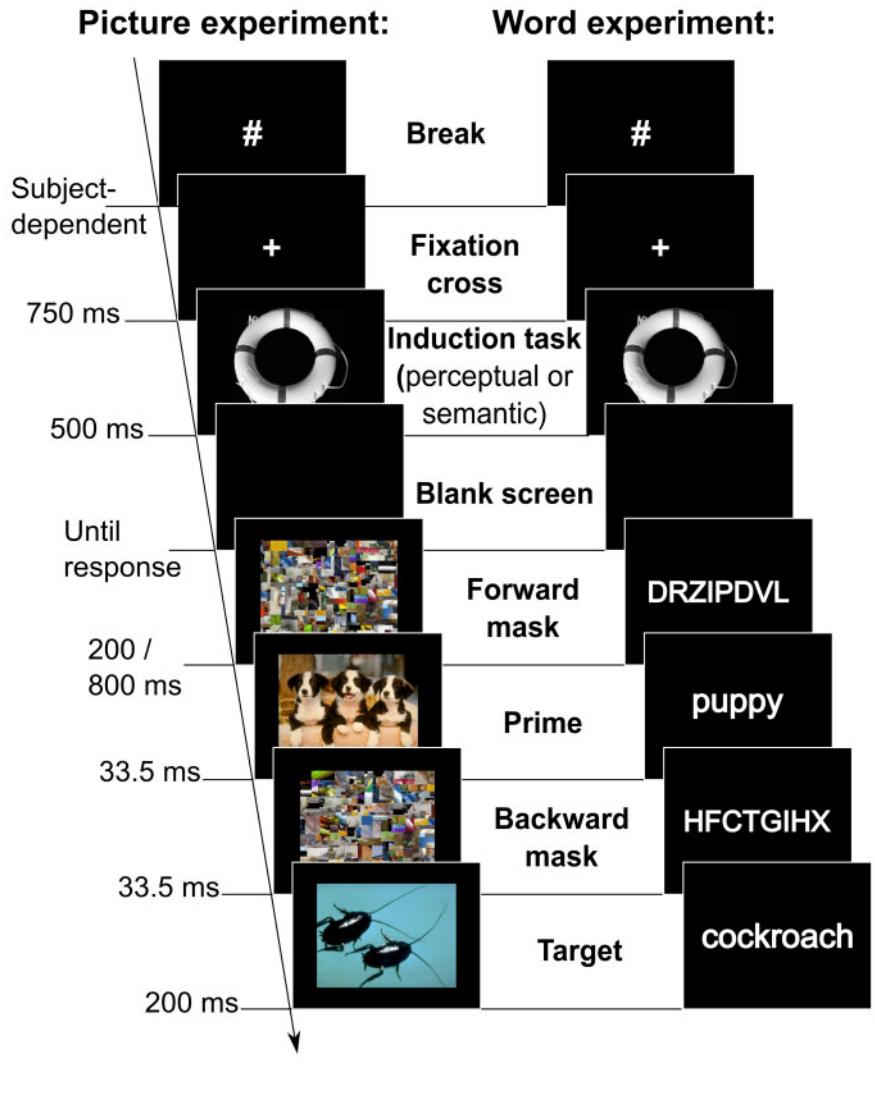 Picture experiment:
Word experiment:
#
Break
#
Subject-
dependent
+
Fixation
cross
+
750 ms
Induction task
(perceptual or
semantic)
500 ms
Blank screen
Until
response
Forward
mask
DRZIPDVL
200 /
800 ms
Prime
puppy
33.5 ms
Backward
mask
HFCTGIHX
33.5 ms
Target
cockroach
200 ms